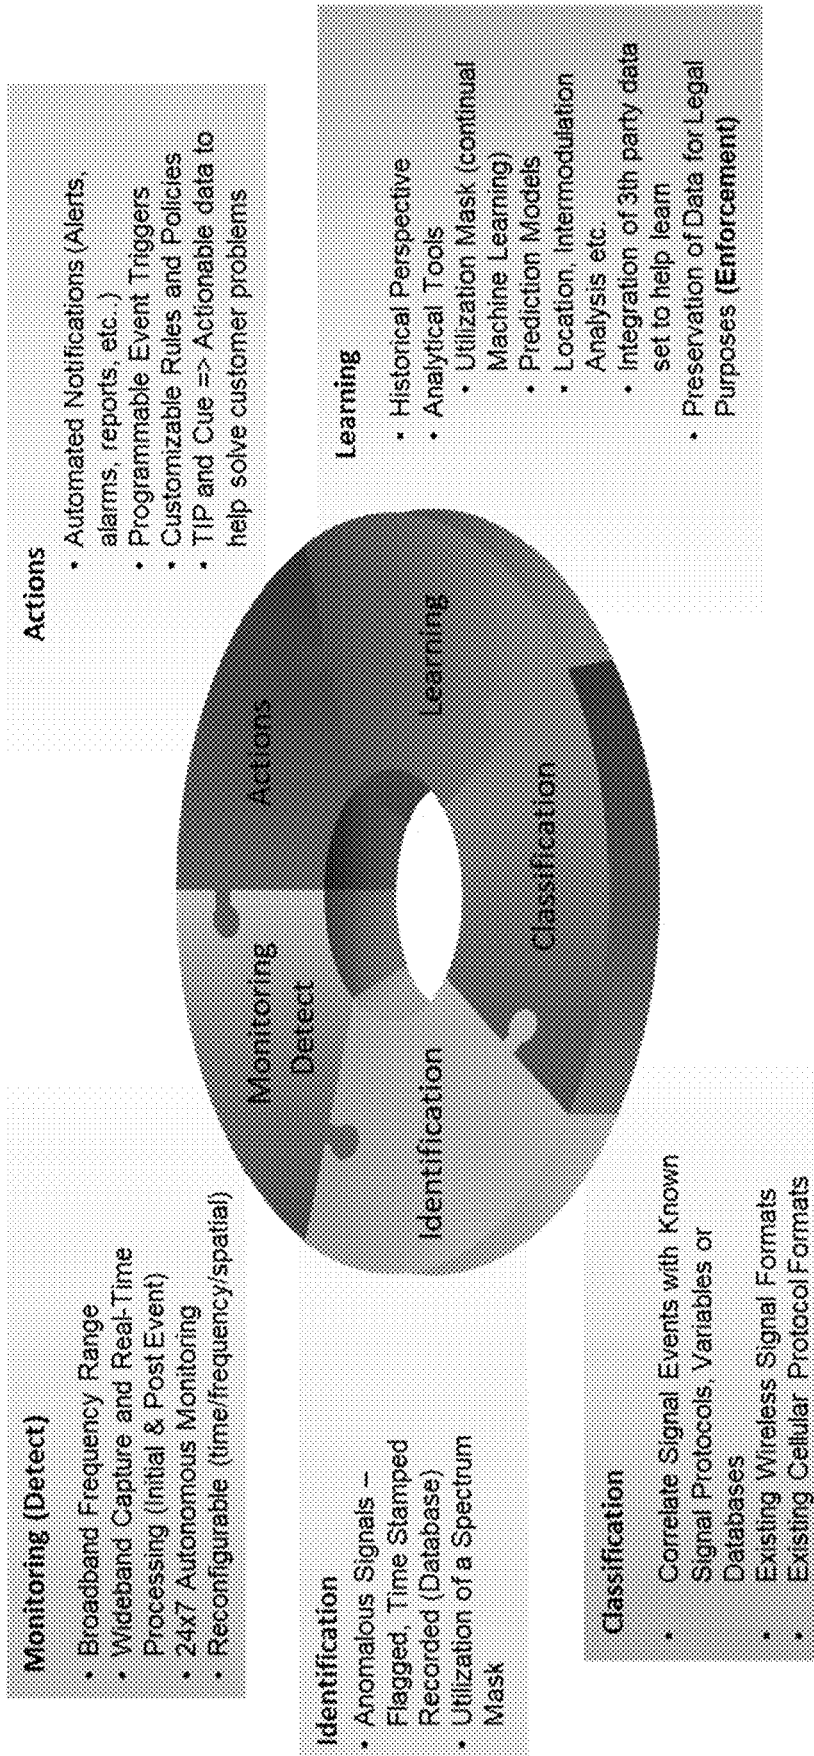 Monitoring (Detect)
• Broadband Frequency Range
• Wideband Capture and Real-Time
Processing (Initial & Post Event)
• 24x7 Autonomous Monitoring
• Reconfigurable (time/frequency/spatial)
Identification
• Anomalous Signals –
Flagged, Time Stamped
Recorded (Database)
• Utilization of a Spectrum
Mask
Classification
• Correlate Signal Events with Known
Signal Protocols, Variables or
Databases
• Existing Wireless Signal Formats
• Existing Cellular Protocol Formats
Monitoring
Detect
Identification
Classification
Actions
Learning
Actions
• Automated Notifications (Alerts,
alarms, reports, etc..)
• Programmable Event Triggers
• Customizable Rules and Policies
• TIP and Cue => Actionable data to
help solve customer problems
Learning
• Historical Perspective
• Analytical Tools
• Utilization Mask (continual
Machine Learning)
• Prediction Models
• Location, Intermodulation
Analysis etc.
• Integration of 3th party data
set to help learn
• Preservation of Data for Legal
Purposes (Enforcement)